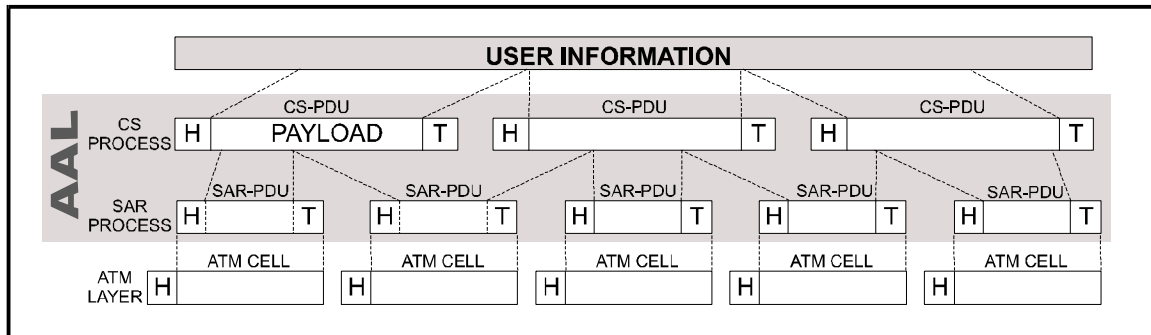 USER INFORMATION
AAL
CS-PDU CS-PDU CS-PDU
CS
PROCESS
H PAYLOAD T H T H T
SAR-PDU SAR-PDU SAR-PDU SAR-PDU SAR-PDU
SAR
PROCESS
H T H T H T H T H T
ATM CELL ATM CELL ATM CELL ATM CELL ATM CELL
ATM
LAYER
H H H H H